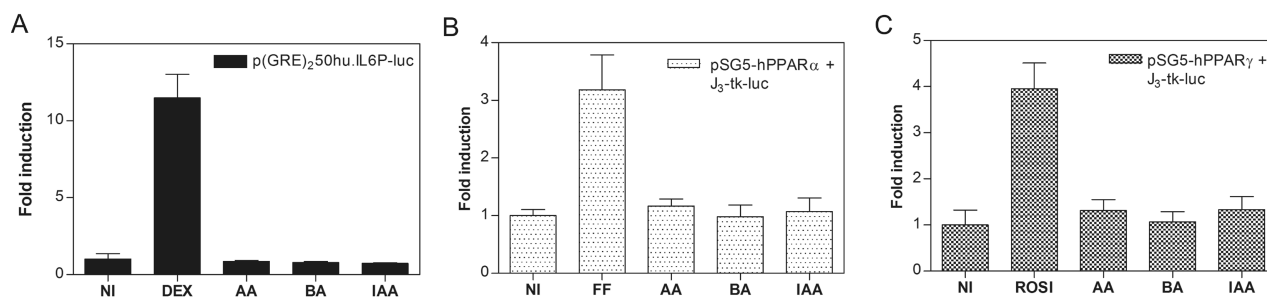 A
15
10
5
0
Fold induction
p(GRE)₂50hu.IL6P-luc
NI DEX AA BA IAA
B
4
3
2
1
0
Fold induction
pSG5-hPPARα +
J₃-tk-luc
NI FF AA BA IAA
C
5
4
3
2
1
0
Fold induction
pSG5-hPPARγ +
J₃-tk-luc
NI ROSI AA BA IAA